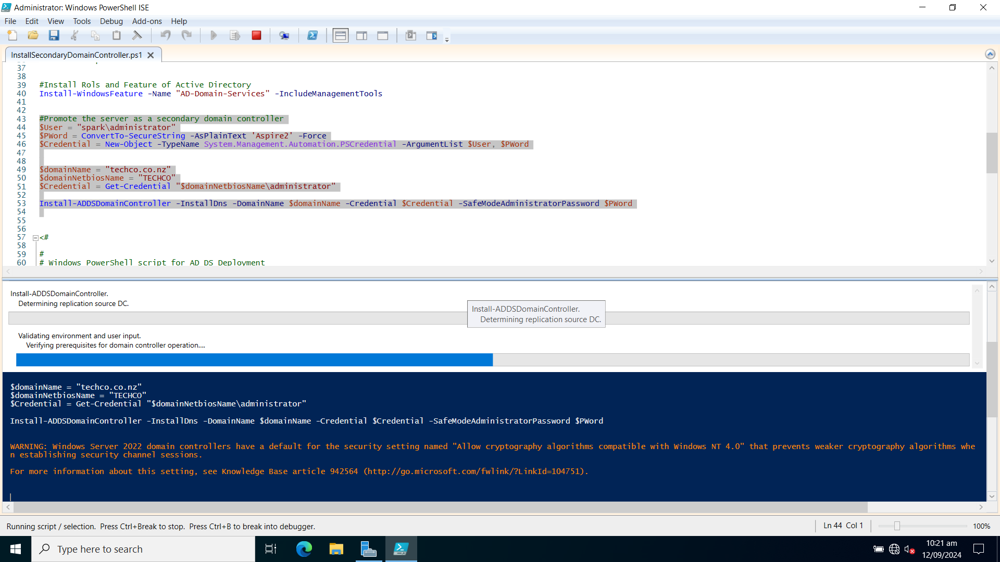 Administrator: Windows PowerShell ISE
File Edit View Tools Debug Add-ons Help
InstallSecondaryDomainController.ps1
37
38
39 #Install Rols and Feature of Active Directory
40 Install-WindowsFeature -Name "AD-Domain-Services" -IncludeManagementTools
41
42
43 #Promote the server as a secondary domain controller
44 $User = "spark\administrator"
45 $PWord = ConvertTo-SecureString -AsPlainText 'Aspire2' -Force
46 $Credential = New-Object -TypeName System.Management.Automation.PSCredential -ArgumentList $User, $PWord
47
48
49 $domainName = "techco.co.nz"
50 $domainNetbiosName = "TECHCO"
51 $Credential = Get-Credential "$domainNetbiosName\administrator"
52
53 Install-ADDSDomainController -InstallDns -DomainName $domainName -Credential $Credential -SafeModeAdministratorPassword $PWord
54
55
56
57 <#
58
59 #
60 # Windows PowerShell script for AD DS Deployment
Install-ADDSDomainController.
Determining replication source DC.
Install-ADDSDomainController.
Determining replication source DC.
Validating environment and user input.
Verifying prerequisites for domain controller operation....
$domainName = "techco.co.nz"
$domainNetbiosName = "TECHCO"
$Credential = Get-Credential "$domainNetbiosName\administrator"
Install-ADDSDomainController -InstallDns -DomainName $domainName -Credential $Credential -SafeModeAdministratorPassword $PWord
WARNING: Windows Server 2022 domain controllers have a default for the security setting named "Allow cryptography algorithms compatible with Windows NT 4.0" that prevents weaker cryptography algorithms whe
n establishing security channel sessions.
For more information about this setting, see Knowledge Base article 942564 (http://go.microsoft.com/fwlink/?LinkId=104751).
Running script / selection. Press Ctrl+Break to stop. Press Ctrl+B to break into debugger.
Ln 44 Col 1
100%
Type here to search
10:21 am
12/09/2024